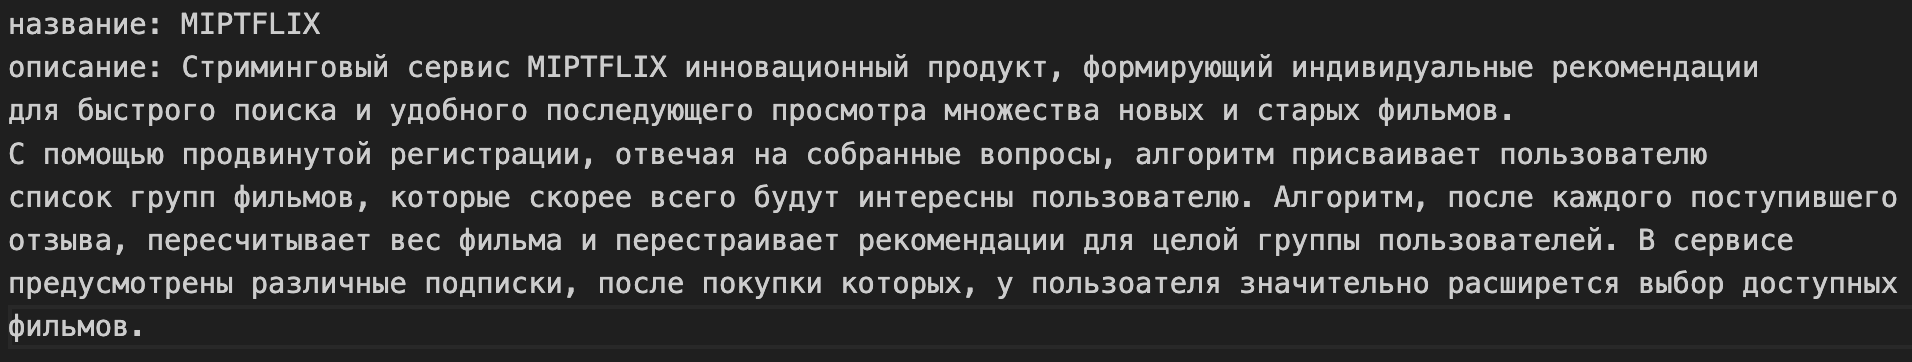 название: MIPTFLIX
описание: Стриминговый сервис MIPTFLIX инновационный продукт, формирующий индивидуальные рекомендации
для быстрого поиска и удобного последующего просмотра множества новых и старых фильмов.
С помощью продвинутой регистрации, отвечая на собранные вопросы, алгоритм присваивает пользователю
список групп фильмов, которые скорее всего будут интересны пользователю. Алгоритм, после каждого поступившего
отзыва, пересчитывает вес фильма и перестраивает рекомендации для целой группы пользователей. В сервисе
предусмотрены различные подписки, после покупки которых, у пользоателя значительно расширется выбор доступных
фильмов.